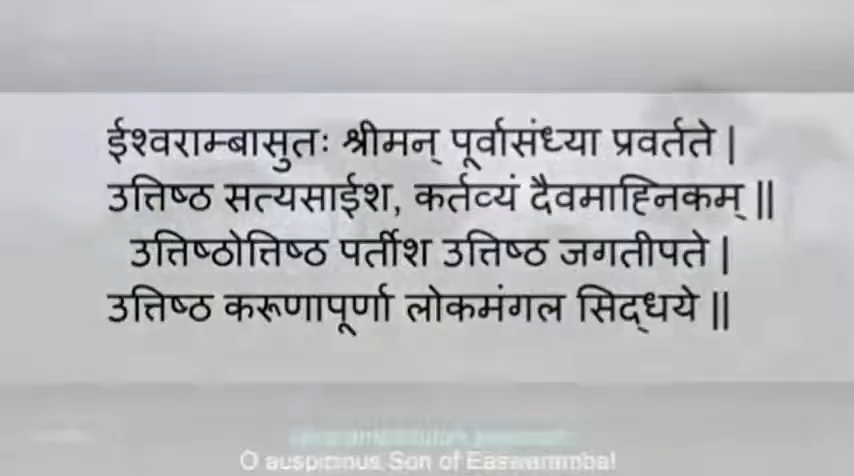 ईश्वराम्बासुतः श्रीमन् पूर्वासंध्या प्रवर्तते |
उत्तिष्ठ सत्यसाईश, कर्तव्यं दैवमाह्निकम् ||
उत्तिष्ठोत्तिष्ठ पर्तीश उत्तिष्ठ जगतीपते |
उत्तिष्ठ करूणापूर्णा लोकमंगल सिद्धये ||
O auspicious Son of Easwaramba!